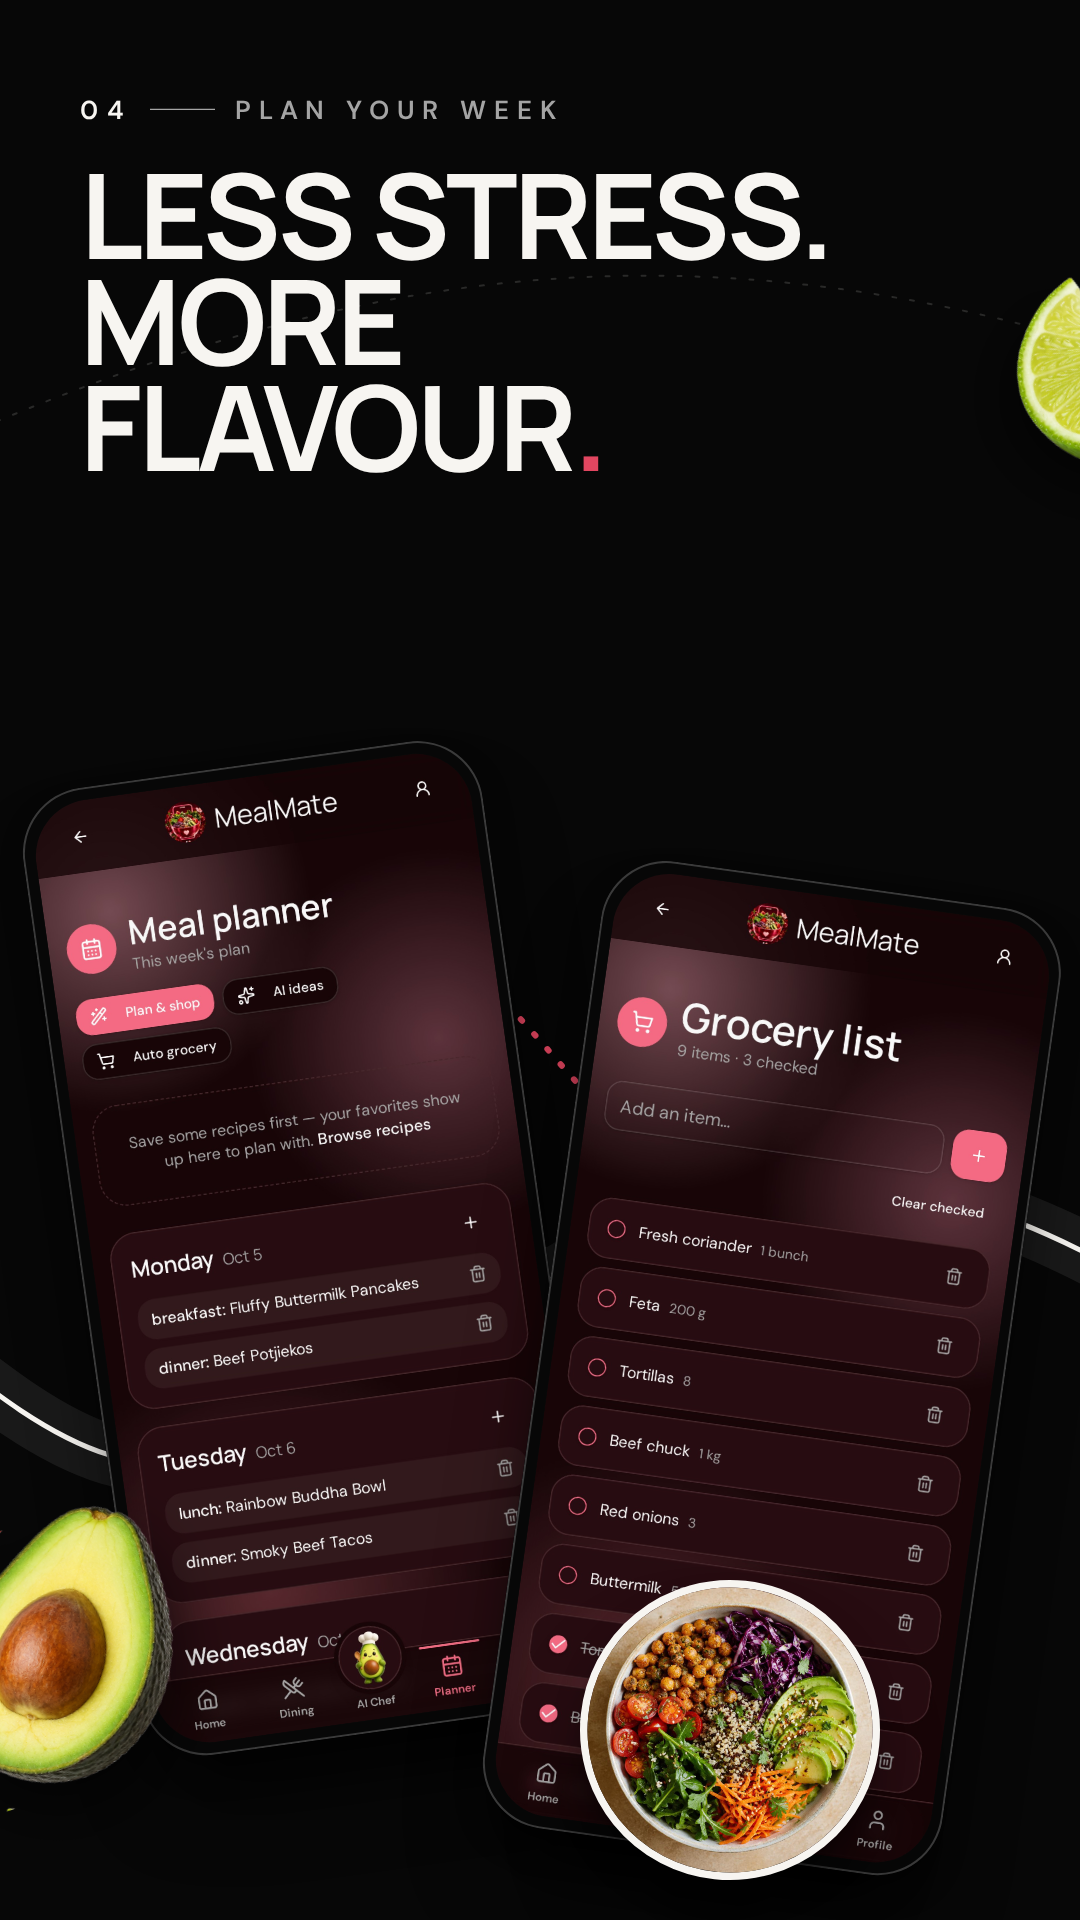 04 PLAN YOUR WEEK
LESS STRESS.
MORE
FLAVOUR.
MealMate
Meal planner
This week's plan
Plan & shop
AI ideas
Auto grocery
Save some recipes first — your favorites show
up here to plan with. Browse recipes
Monday Oct 5
breakfast: Fluffy Buttermilk Pancakes
dinner: Beef Potjiekos
Tuesday Oct 6
lunch: Rainbow Buddha Bowl
dinner: Smoky Beef Tacos
Wednesday
Home
Dining
AI Chef
Planner
MealMate
Grocery list
9 items · 3 checked
Add an item...
Clear checked
Fresh coriander 1 bunch
Feta 200 g
Tortillas 8
Beef chuck 1 kg
Red onions 3
Buttermilk
Home
Profile